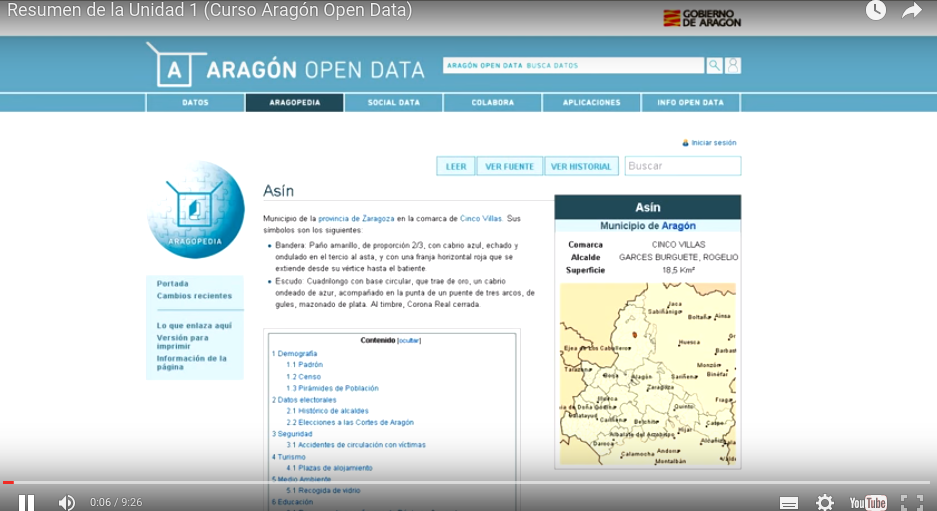 Resumen de la Unidad 1 (Curso Aragón Open Data)
GOBIERNO
DE ARAGON
A ARAGÓN OPEN DATA
ARAGÓN OPEN DATA BUSCA DATOS
DATOS ARAGOPEDIA SOCIAL DATA COLABORA APLICACIONES INFO OPEN DATA
Iniciar sesión
LEER VER FUENTE VER HISTORIAL Buscar
ARAGOPEDIA
Portada
Cambios recientes
Lo que enlaza aquí
Versión para
imprimir
Información de la
página
Asín
Municipio de la provincia de Zaragoza en la comarca de Cinco Villas. Sus
símbolos son los siguientes:
Bandera: Paño amarillo, de proporción 2/3, con cabrio azul, echado y
ondulado en el tercio al asta, y con una franja horizontal roja que se
extiende desde su vértice hasta el batiente
Escudo: Cuadrilongo con base circular, que trae de oro, un cabrio
ondeado de azur, acompañado en la punta de un puente de tres arcos, de
gules, mazonado de plata. Al timbre, Corona Real cerrada.
Contenido [ocultar]
1 Demografía
1.1 Padrón
1.2 Censo
1.3 Pirámides de Población
2 Datos electorales
2.1 Histórico de alcaldes
2.2 Elecciones a las Cortes de Aragón
3 Seguridad
3.1 Accidentes de circulación con víctimas
4 Turismo
4.1 Plazas de alojamiento
5 Medio Ambiente
5.1 Recogida de vidrio
6 Educación
Asín
Municipio de Aragón
Comarca CINCO VILLAS
Alcalde GARCES BURGUETE, ROGELIO
Superficie 18,5 Km²
Jaca
Sabiñánigo
Boltaña Aínsa
Huesca
Ejea de Los Caballeros
Barbast
Monzón
Tarazona
Binéfar
Borja Alagón Sariñena
Zaragoza
Fraga
Quinto
Calatayud
Cariñena Belchite Caspe
Híjar
Albalate del Arzobispo
Daroca
Alcañiz
Calamocha Andorra
Montalbán
0:06 / 9:26
YouTube